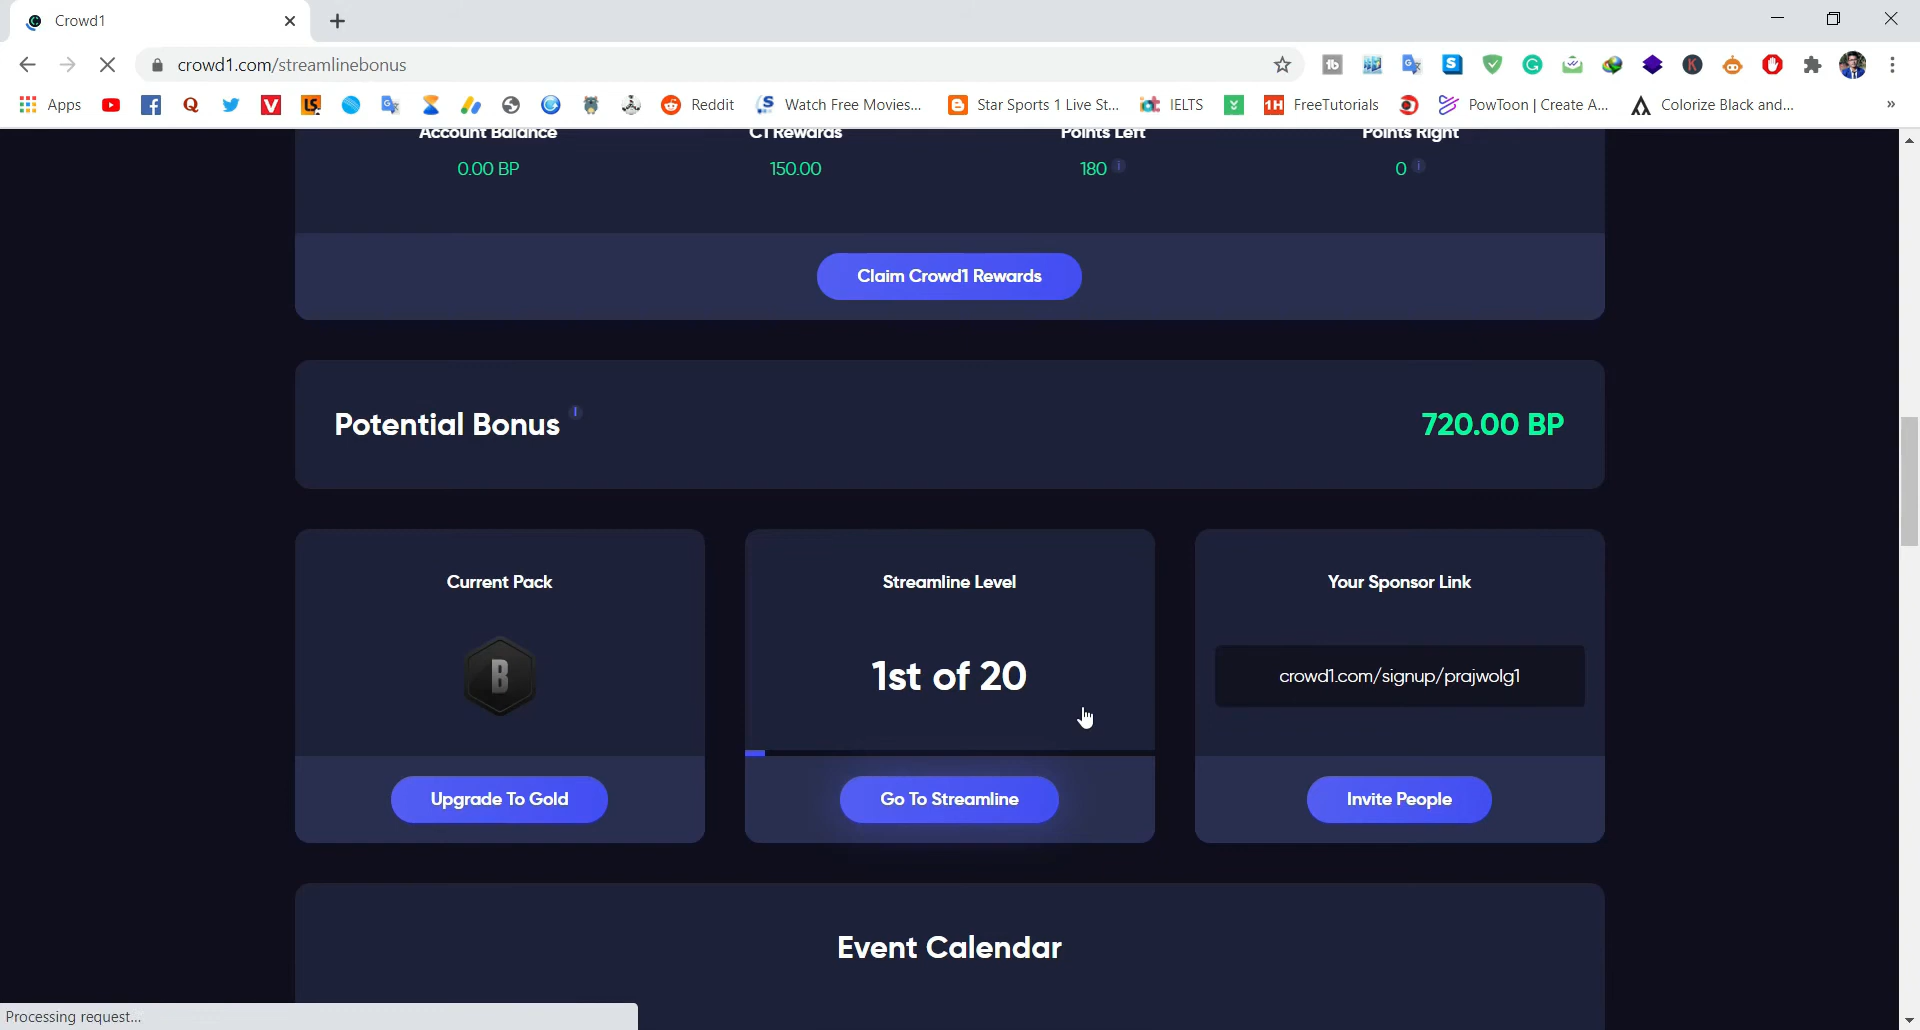 Crowd1
crowd1.com/streamlinebonus
Apps
Reddit
Watch Free Movies...
Star Sports 1 Live St...
IELTS
FreeTutorials
PowToon | Create A...
Colorize Black and...
»
Account Balance C1 Rewards Points Left Points Right
0.00 BP 150.00 180 0
Claim Crowd1 Rewards
Potential Bonus
720.00 BP
Current Pack
B
Upgrade To Gold
Streamline Level
1st of 20
Go To Streamline
Your Sponsor Link
crowd1.com/signup/prajwolg1
Invite People
Event Calendar
Processing request...